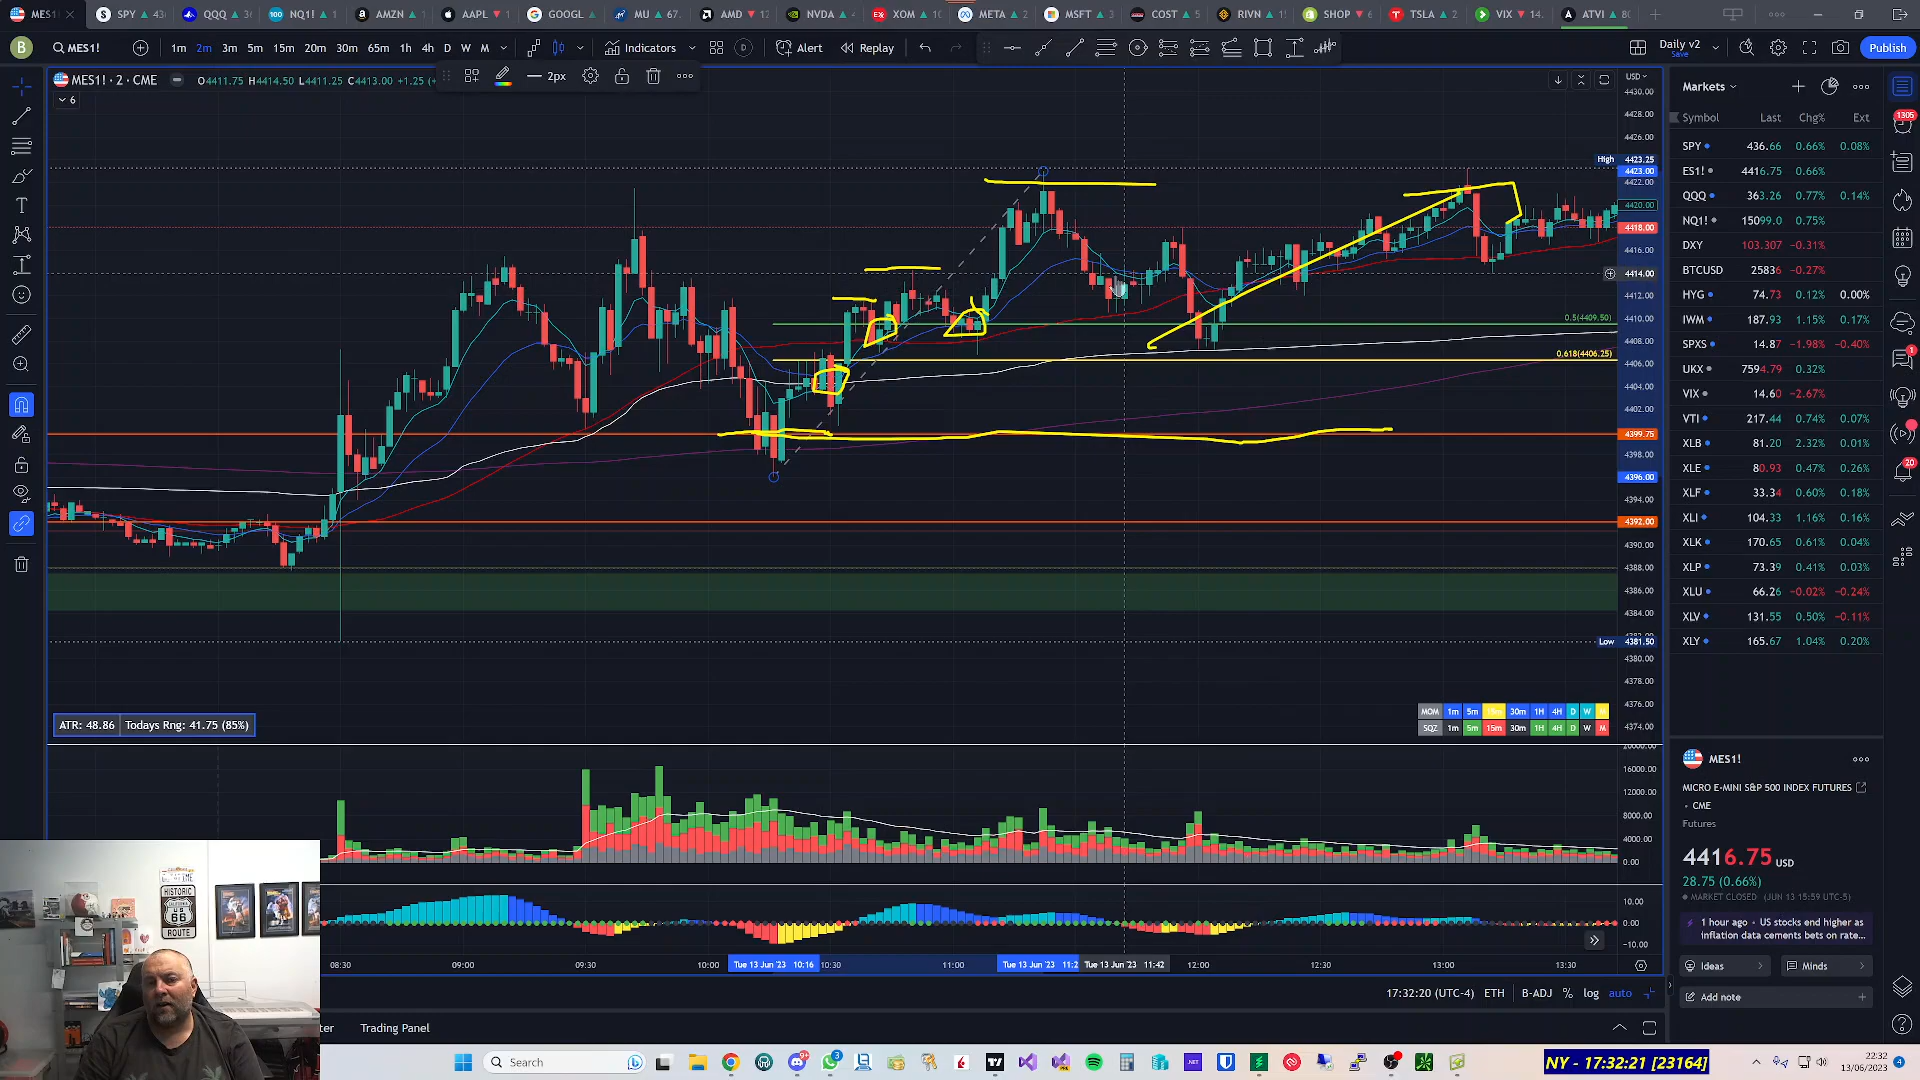 MES1! SPY ▲ 43 QQQ ▲ 3 NQ1! ▲ 1 AMZN ▲ 1 AAPL ▼ 1 GOOGL MU ▲ 67. AMD ▼ 12 NVDA ▲ XOM ▲ 10 META ▲ 2 MSFT ▲ 3 COST ▲ 5 RIVN ▲ 1 SHOP ▼ 6 TSLA ▲ 2 VIX ▼ 14. ATVI ▲ 80
B MES1! 1m 2m 3m 5m 15m 20m 30m 65m 1h 4h D W M Indicators Alert Replay Daily v2 Save Publish
MES1! · 2 · CME O4411.75 H4414.50 L4411.25 C4413.00 +1.25 2px USD
6
4430.00
4428.00
4426.00
High 4423.25
4423.00
4422.00
4420.00
4418.00
4416.00
4414.00
4412.00
0.5(4409.50) 4410.00
4408.00
0.618(4406.25) 4406.00
4404.00
4402.00
4399.75
4398.00
4396.00
4394.00
4392.00
4390.00
4388.00
4386.00
4384.00
Low 4381.50
4380.00
4378.00
4376.00
4374.00
ATR: 48.86 Todays Rng: 41.75 (85%)
MOM 1m 5m 15m 30m 1H 4H D W M
SQZ 1m 5m 15m 30m 1H 4H D W M
20000.00
16000.00
12000.00
8000.00
4000.00
0.00
10.00
0.00
-10.00
08:30 09:00 09:30 10:00 Tue 13 Jun '23 10:16 10:30 11:00 Tue 13 Jun '23 11:2 Tue 13 Jun '23 11:42 12:00 12:30 13:00 13:30
17:32:20 (UTC-4) ETH B-ADJ % log auto
Trading Panel
Markets
Symbol Last Chg% Ext
SPY 436.66 0.66% 0.08%
ES1! 4416.75 0.66%
QQQ 363.26 0.77% 0.14%
NQ1! 15099.0 0.75%
DXY 103.307 −0.31%
BTCUSD 25836 −0.27%
HYG 74.73 0.12% 0.00%
IWM 187.93 1.15% 0.17%
SPXS 14.87 −1.98% −0.40%
UKX 7594.79 0.32%
VIX 14.60 −2.67%
VTI 217.44 0.74% 0.07%
XLB 81.20 2.32% 0.01%
XLE 80.93 0.47% 0.26%
XLF 33.34 0.60% 0.18%
XLI 104.33 1.16% 0.16%
XLK 170.65 0.61% 0.04%
XLP 73.39 0.41% 0.03%
XLU 66.26 −0.02% −0.24%
XLV 131.55 0.50% −0.11%
XLY 165.67 1.04% 0.20%
MES1!
MICRO E-MINI S&P 500 INDEX FUTURES
• CME
Futures
4416.75 USD
28.75 (0.66%)
MARKET CLOSED (JUN 13 15:59 UTC-5)
1 hour ago • US stocks end higher as
inflation data cements bets on rate...
Ideas Minds
Add note
1305
1
20
HISTORIC
CALIFORNIA
US
66
ROUTE
Search
9+
3
.NET
NY - 17:32:21 [23164]
22:32
13/06/2023
4